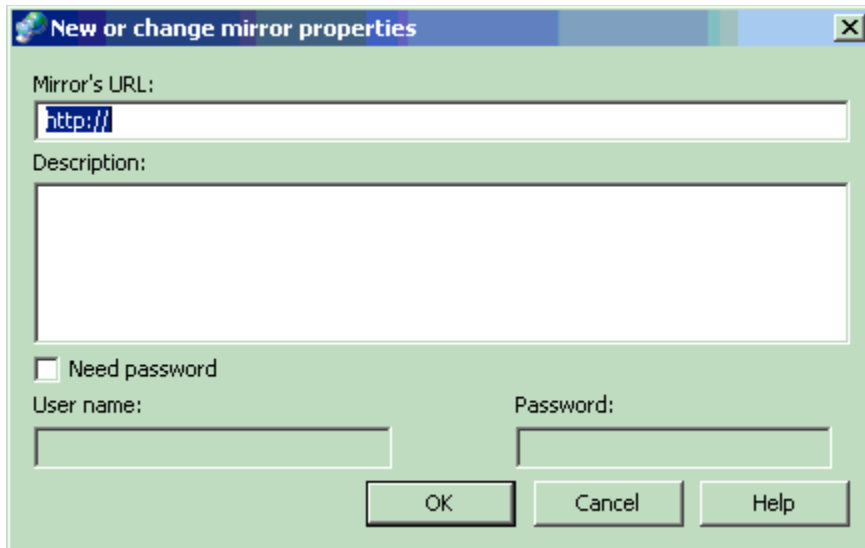 New or change mirror properties
Mirror's URL:
http://
Description:
Need password
User name: Password:
OK Cancel Help